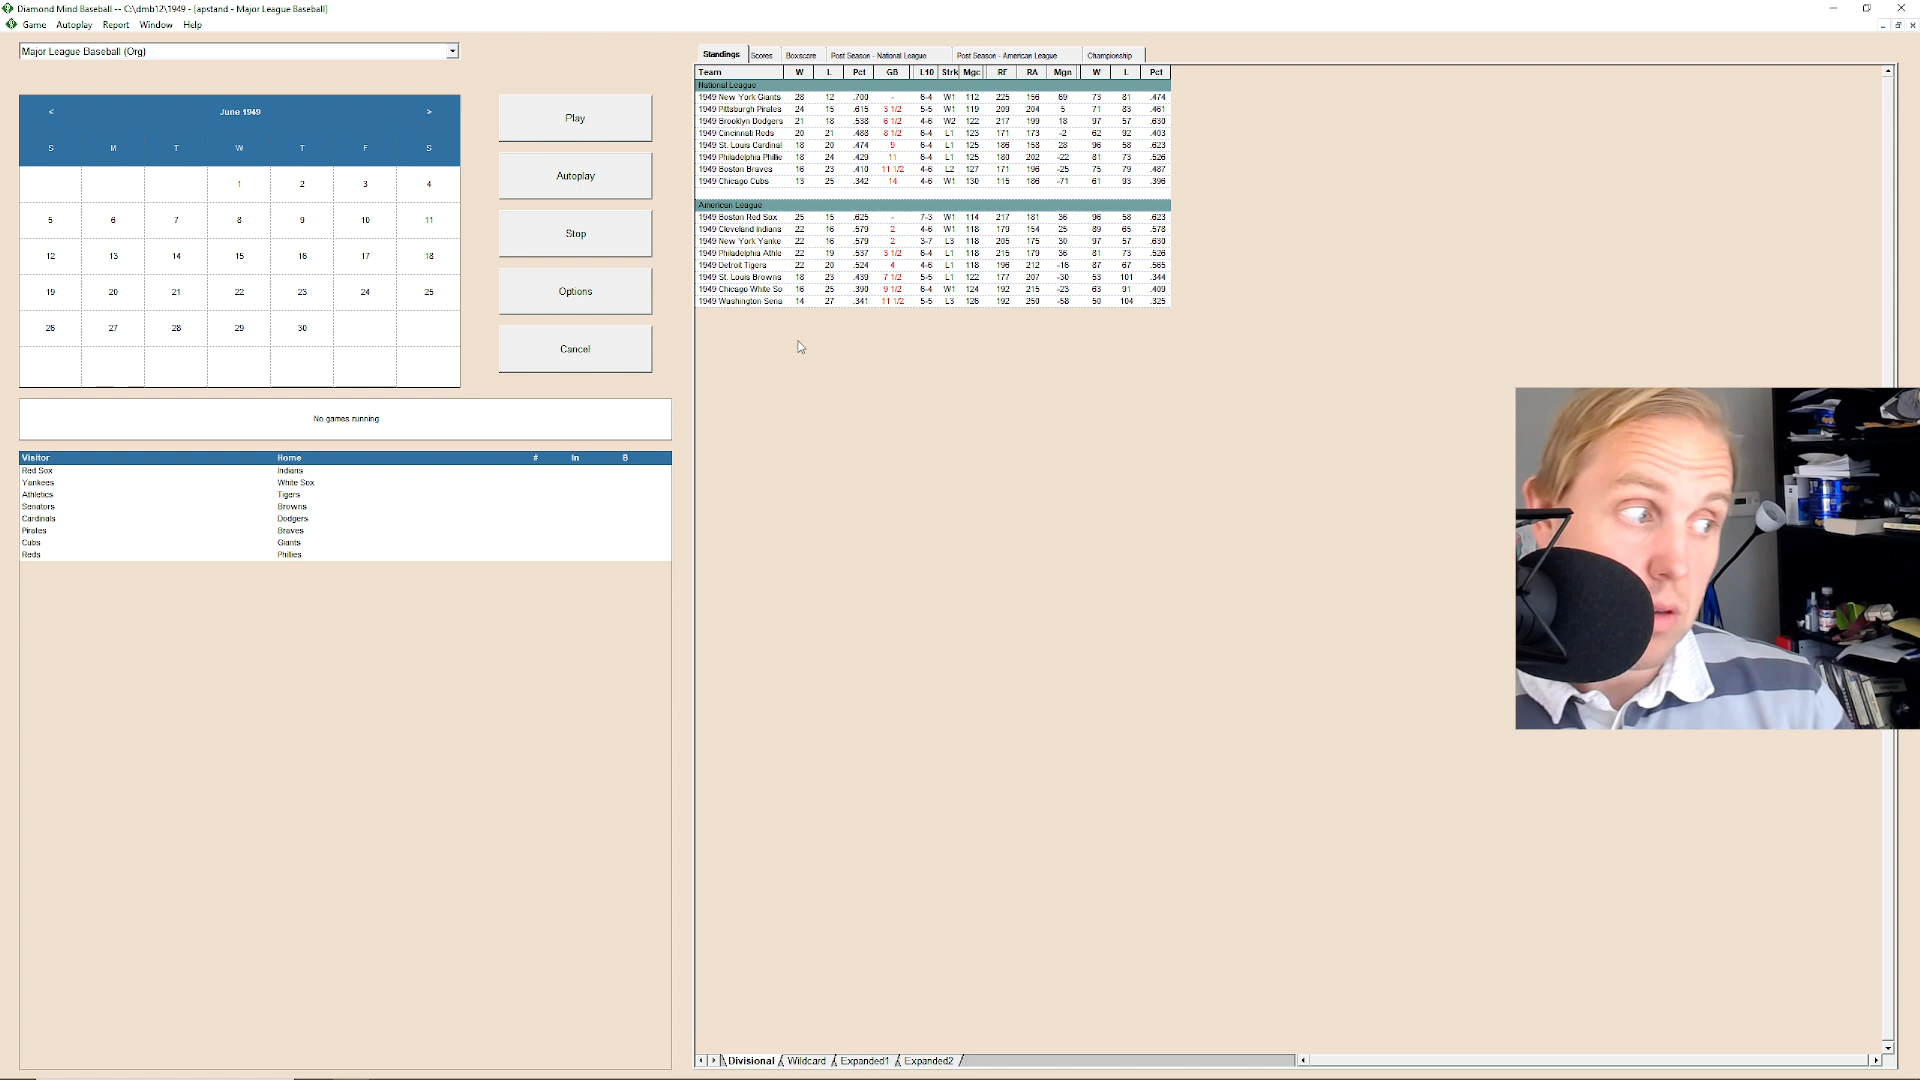 Diamond Mind Baseball -- C:\dmb12\1949 - [apstand - Major League Baseball]
Game Autoplay Report Window Help
Major League Baseball (Org)
< June 1949 >
S M T W T F S
1 2 3 4
5 6 7 8 9 10 11
12 13 14 15 16 17 18
19 20 21 22 23 24 25
26 27 28 29 30
Play
Autoplay
Stop
Options
Cancel
No games running
Visitor Home # In B
Red Sox Indians
Yankees White Sox
Athletics Tigers
Senators Browns
Cardinals Dodgers
Pirates Braves
Cubs Giants
Reds Phillies
Standings Scores Boxscore Post Season - National League Post Season - American League Championship
Team W L Pct GB L10 Strk Mgc RF RA Mgn W L Pct
National League
1949 New York Giants 28 12 .700 - 6-4 W1 112 225 156 69 73 81 .474
1949 Pittsburgh Pirates 24 15 .615 3 1/2 5-5 W1 119 209 204 5 71 83 .461
1949 Brooklyn Dodgers 21 18 .538 6 1/2 4-6 W2 122 217 199 18 97 57 .630
1949 Cincinnati Reds 20 21 .488 8 1/2 6-4 L1 123 171 173 -2 62 92 .403
1949 St. Louis Cardinal 18 20 .474 9 6-4 L1 125 186 158 28 96 58 .623
1949 Philadelphia Phillie 18 24 .429 11 6-4 L1 125 180 202 -22 81 73 .526
1949 Boston Braves 16 23 .410 11 1/2 4-6 L2 127 171 196 -25 75 79 .487
1949 Chicago Cubs 13 25 .342 14 4-6 W1 130 115 186 -71 61 93 .396
American League
1949 Boston Red Sox 25 15 .625 - 7-3 W1 114 217 181 36 96 58 .623
1949 Cleveland Indians 22 16 .579 2 4-6 W1 118 179 154 25 89 65 .578
1949 New York Yanke 22 16 .579 2 3-7 L3 118 205 175 30 97 57 .630
1949 Philadelphia Athle 22 19 .537 3 1/2 6-4 L1 118 215 179 36 81 73 .526
1949 Detroit Tigers 22 20 .524 4 4-6 L1 118 196 212 -16 87 67 .565
1949 St. Louis Browns 18 23 .439 7 1/2 5-5 L1 122 177 207 -30 53 101 .344
1949 Chicago White So 16 25 .390 9 1/2 6-4 W1 124 192 215 -23 63 91 .409
1949 Washington Sena 14 27 .341 11 1/2 5-5 L3 126 192 250 -58 50 104 .325
Divisional Wildcard Expanded1 Expanded2